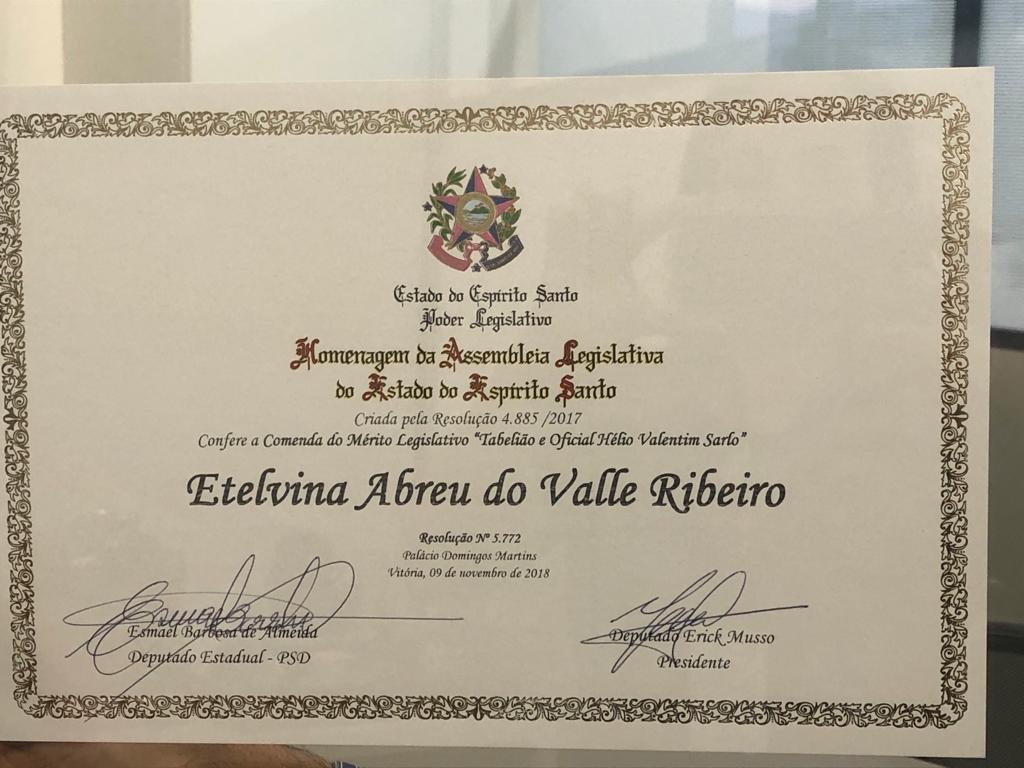 Estado do Espírito Santo
Poder Legislativo
Homenagem da Assembleia Legislativa
do Estado do Espírito Santo
Criada pela Resolução 4.885 /2017
Confere a Comenda do Mérito Legislativo "Tabelião e Oficial Hélio Valentim Sarlo"
Etelvina Abreu do Valle Ribeiro
Resolução Nº 5.772
Palácio Domingos Martins
Vitória, 09 de novembro de 2018
Esmael Barbosa de Almeida
Deputado Estadual - PSD
Deputado Erick Musso
Presidente